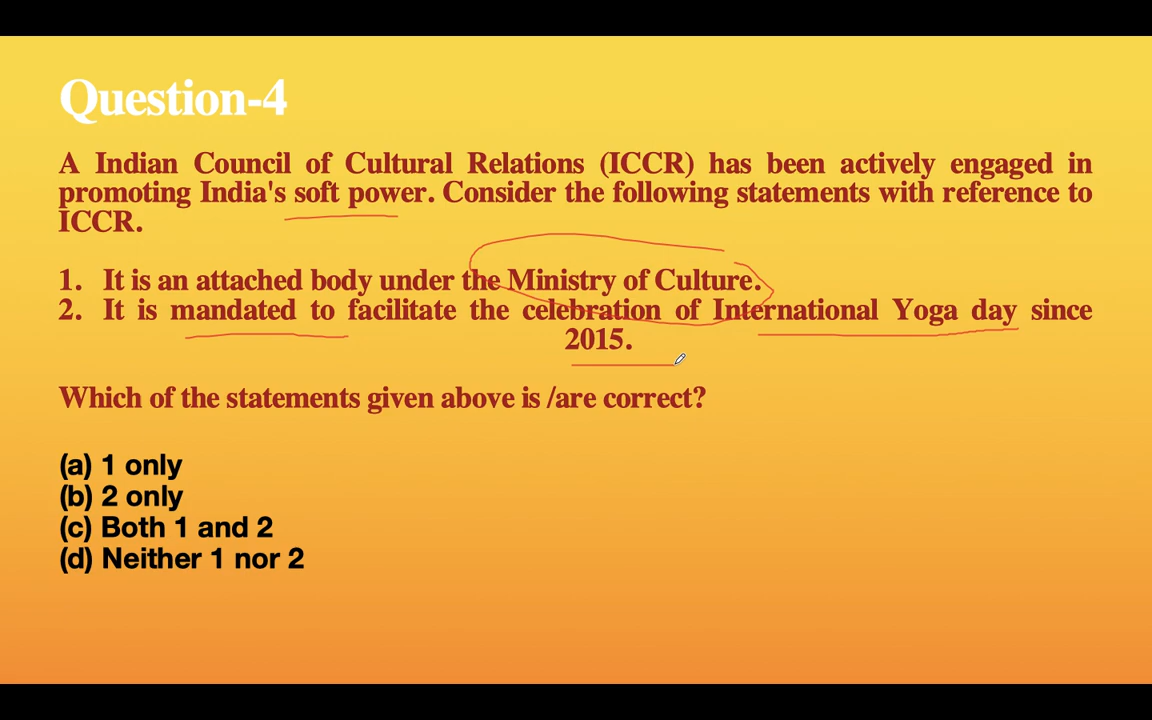 Question-4
A Indian Council of Cultural Relations (ICCR) has been actively engaged in
promoting India's soft power. Consider the following statements with reference to
ICCR.
1. It is an attached body under the Ministry of Culture.
2. It is mandated to facilitate the celebration of International Yoga day since
2015.
Which of the statements given above is /are correct?
(a) 1 only
(b) 2 only
(c) Both 1 and 2
(d) Neither 1 nor 2